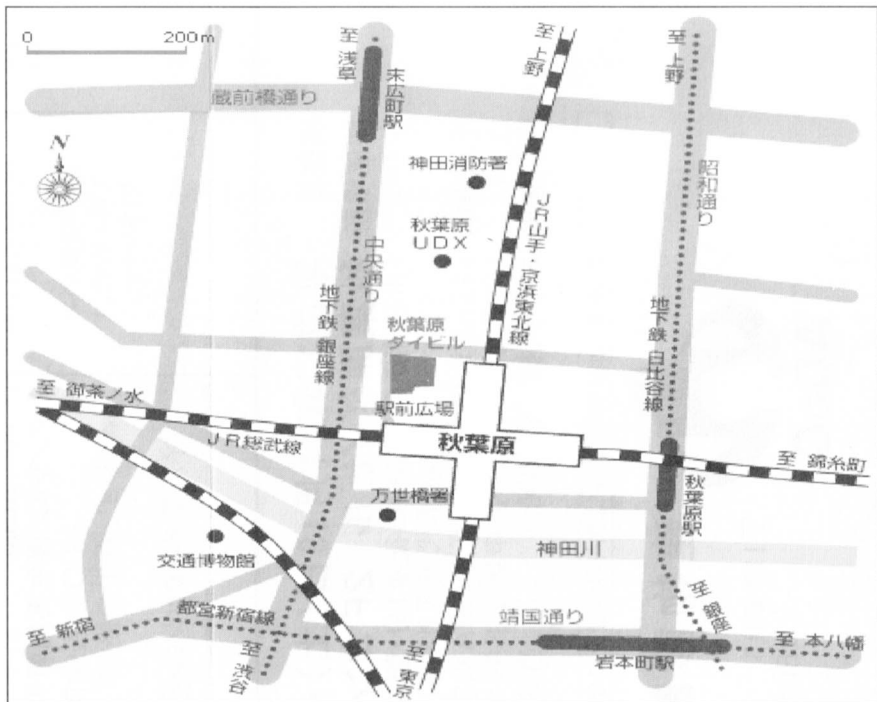 0 200m
至 浅草
末広町駅
至 上野
至 上野
蔵前橋通り
N
神田消防署
昭和通り
秋葉原
UDX
JR山手・京浜東北線
中央通り
地下鉄 銀座線
秋葉原
ダイビル
地下鉄 日比谷線
至 御茶ノ水
駅前広場
JR総武線
秋葉原
至 錦糸町
秋葉原駅
万世橋署
交通博物館
神田川
至 新宿
都営新宿線
靖国通り
至 銀座
至 渋谷
至 東京
岩本町駅
至 本八幡